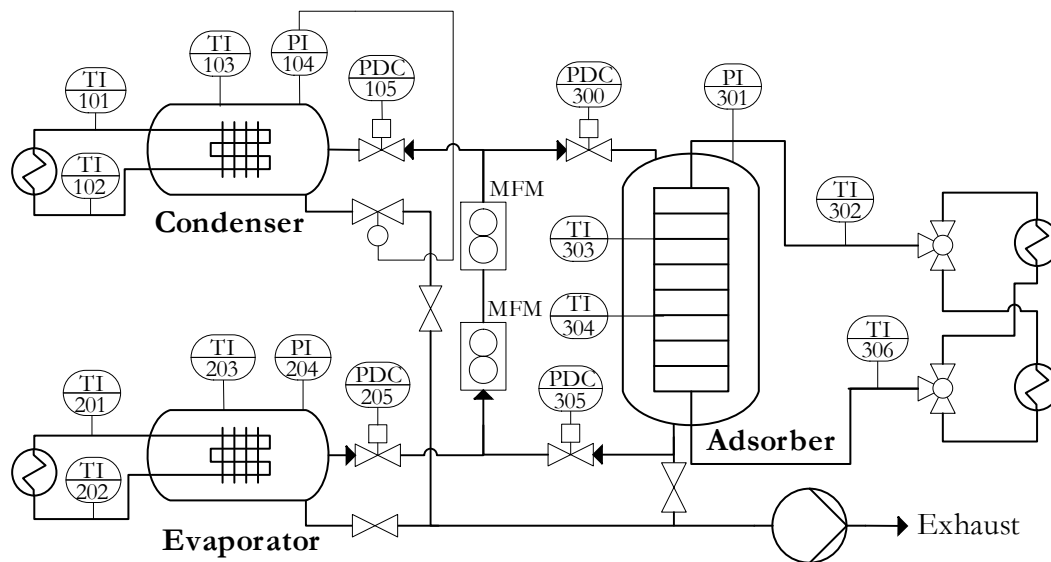 TI
103
PI
104
PDC
105
PDC
300
PI
301
TI
101
TI
102
Condenser
MFM
TI
302
TI
303
MFM
TI
304
TI
203
PI
204
PDC
205
PDC
305
TI
306
TI
201
TI
202
Adsorber
Evaporator
Exhaust